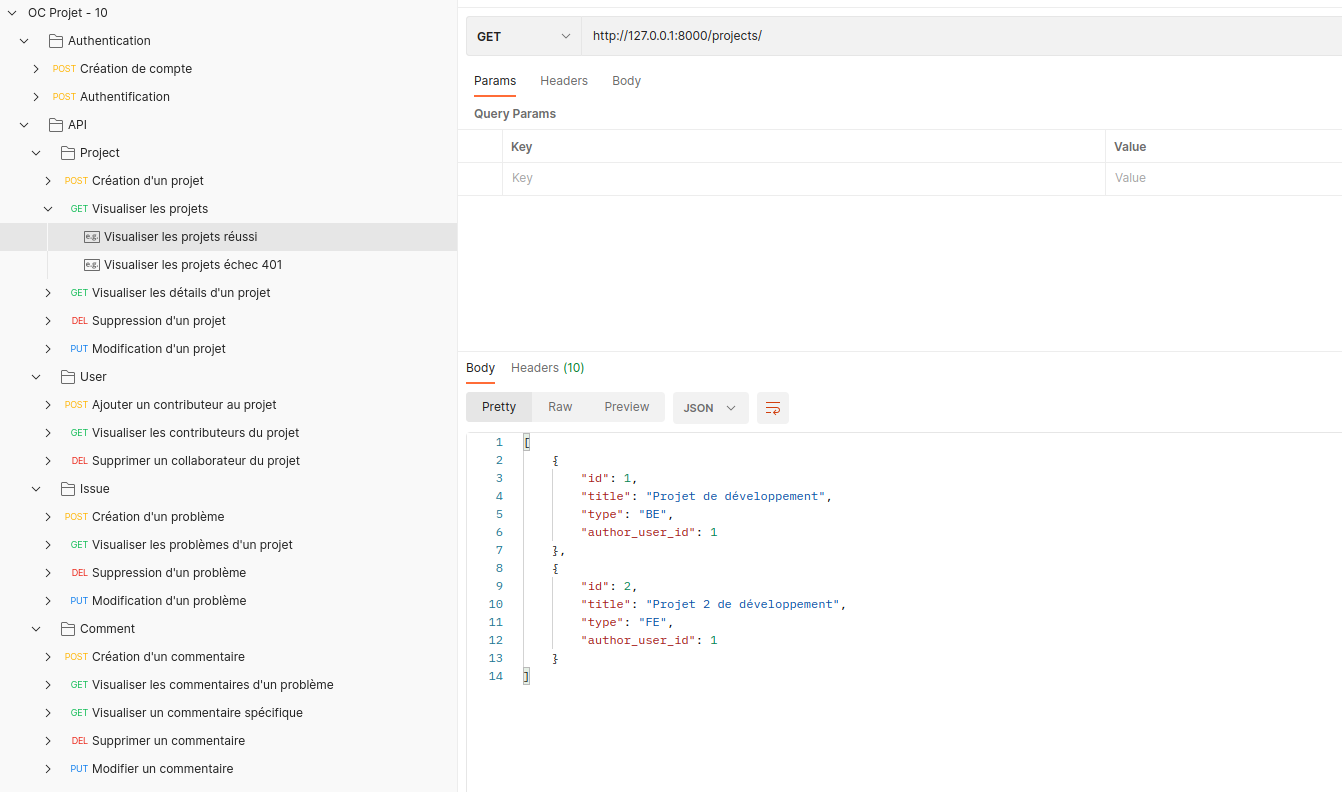 OC Projet - 10
Authentication
POST Création de compte
POST Authentification
API
Project
POST Création d'un projet
GET Visualiser les projets
e.g. Visualiser les projets réussi
e.g. Visualiser les projets échec 401
GET Visualiser les détails d'un projet
DEL Suppression d'un projet
PUT Modification d'un projet
User
POST Ajouter un contributeur au projet
GET Visualiser les contributeurs du projet
DEL Supprimer un collaborateur du projet
Issue
POST Création d'un problème
GET Visualiser les problèmes d'un projet
DEL Suppression d'un problème
PUT Modification d'un problème
Comment
POST Création d'un commentaire
GET Visualiser les commentaires d'un problème
GET Visualiser un commentaire spécifique
DEL Supprimer un commentaire
PUT Modifier un commentaire
GET http://127.0.0.1:8000/projects/
Params Headers Body
Query Params
Key Value
Key Value
Body Headers (10)
Pretty Raw Preview JSON
1 [
2 {
3 "id": 1,
4 "title": "Projet de développement",
5 "type": "BE",
6 "author_user_id": 1
7 },
8 {
9 "id": 2,
10 "title": "Projet 2 de développement",
11 "type": "FE",
12 "author_user_id": 1
13 }
14 ]